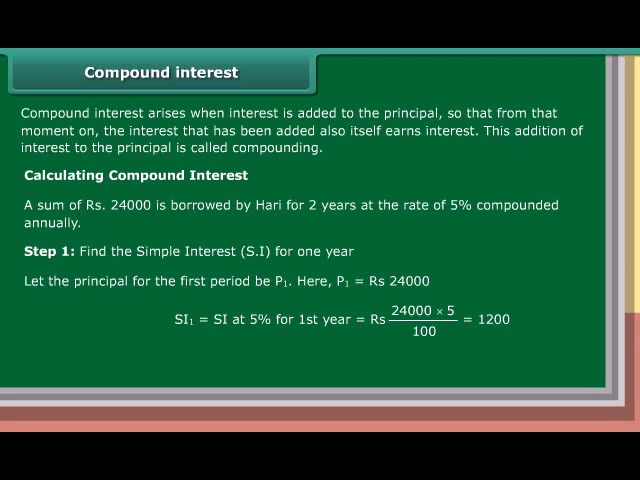 Compound interest
Compound interest arises when interest is added to the principal, so that from that
moment on, the interest that has been added also itself earns interest. This addition of
interest to the principal is called compounding.
Calculating Compound Interest
A sum of Rs. 24000 is borrowed by Hari for 2 years at the rate of 5% compounded
annually.
Step 1: Find the Simple Interest (S.I) for one year
Let the principal for the first period be P₁. Here, P₁ = Rs 24000
SI₁ = SI at 5% for 1st year = Rs 24000 × 5 / 100 = 1200